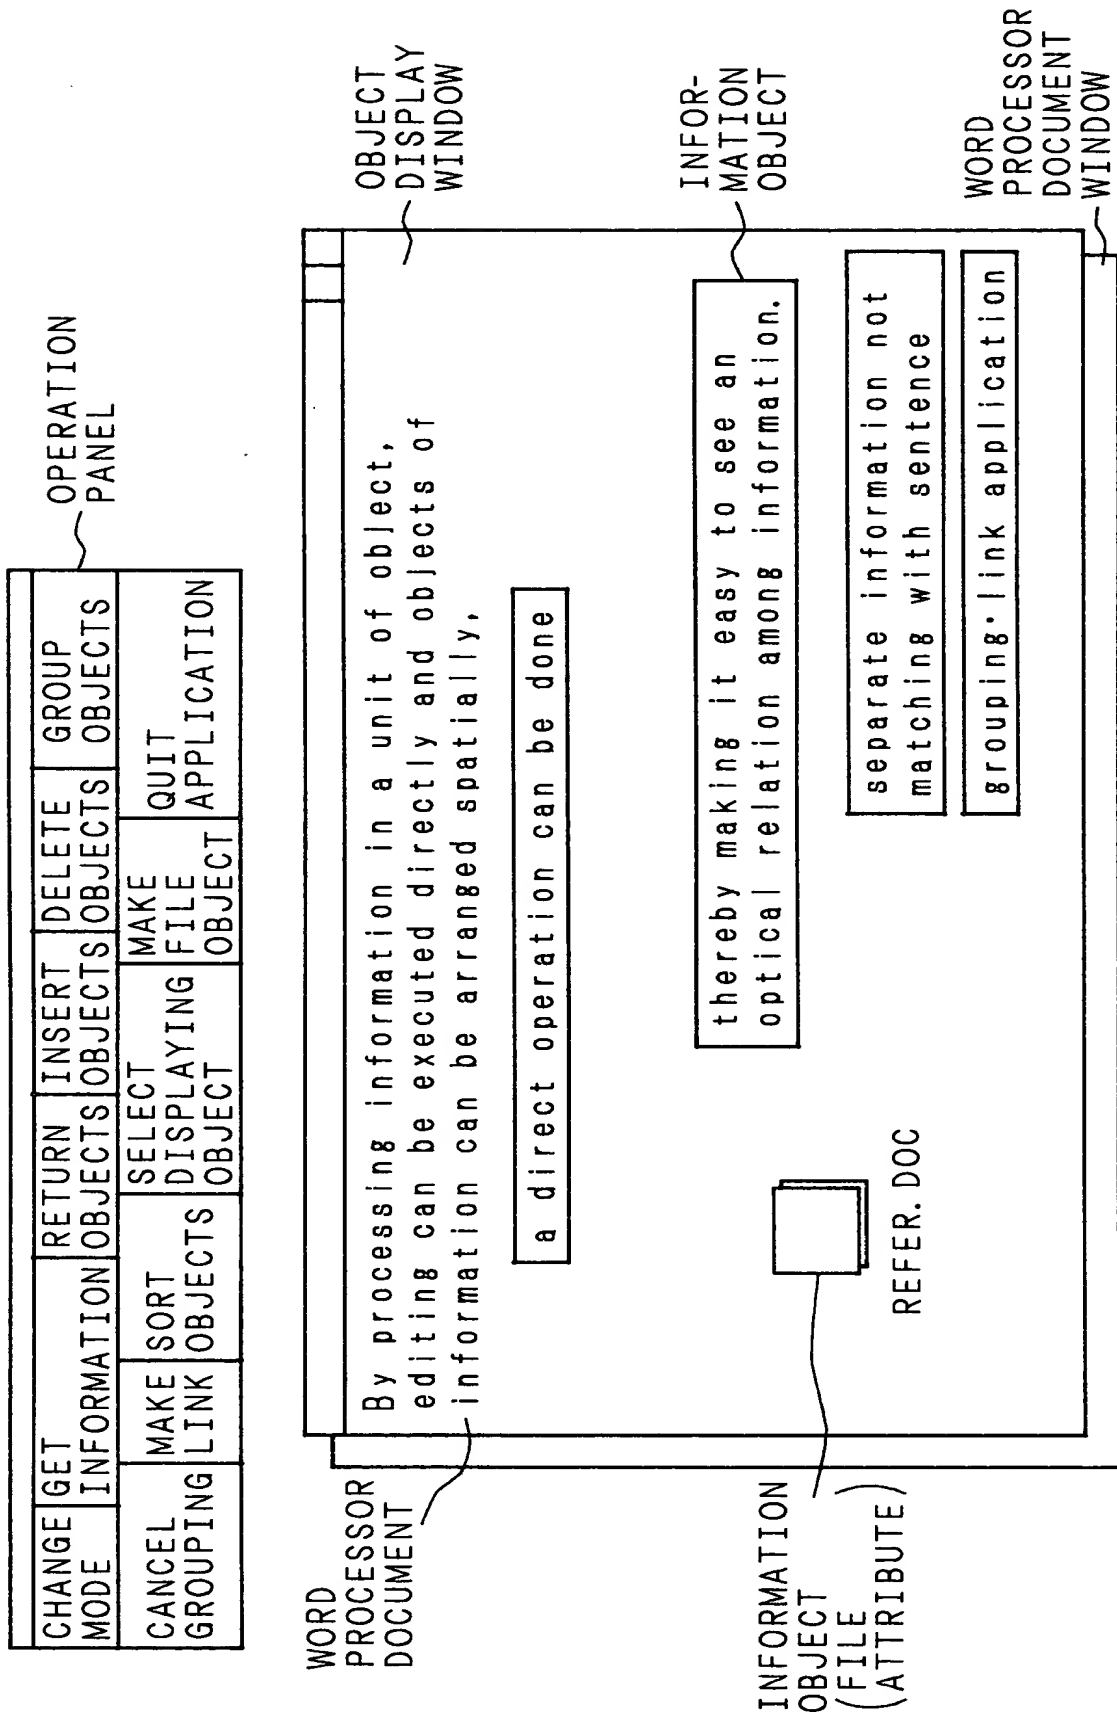 OPERATION
PANEL
CHANGE
MODE
GET
INFORMATION
RETURN
OBJECTS
INSERT
OBJECTS
DELETE
OBJECTS
GROUP
OBJECTS
CANCEL
GROUPING
MAKE
LINK
SORT
OBJECTS
SELECT
DISPLAYING
OBJECT
MAKE
FILE
OBJECT
QUIT
APPLICATION
WORD
PROCESSOR
DOCUMENT
OBJECT
DISPLAY
WINDOW
By processing information in a unit of object,
editing can be executed directly and objects of
information can be arranged spatially,
a direct operation can be done
INFOR-
MATION
OBJECT
thereby making it easy to see an
optical relation among information.
INFORMATION
OBJECT
(FILE
ATTRIBUTE)
REFER.DOC
separate information not
matching with sentence
grouping·link application
WORD
PROCESSOR
DOCUMENT
WINDOW